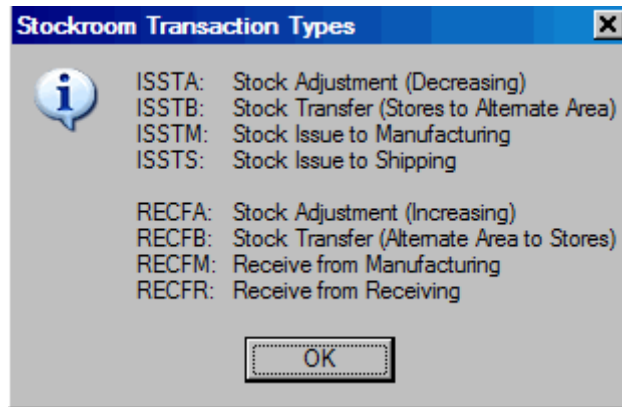 Stockroom Transaction Types
ISSTA: Stock Adjustment (Decreasing)
ISSTB: Stock Transfer (Stores to Alternate Area)
ISSTM: Stock Issue to Manufacturing
ISSTS: Stock Issue to Shipping
RECFA: Stock Adjustment (Increasing)
RECFB: Stock Transfer (Alternate Area to Stores)
RECFM: Receive from Manufacturing
RECFR: Receive from Receiving
OK